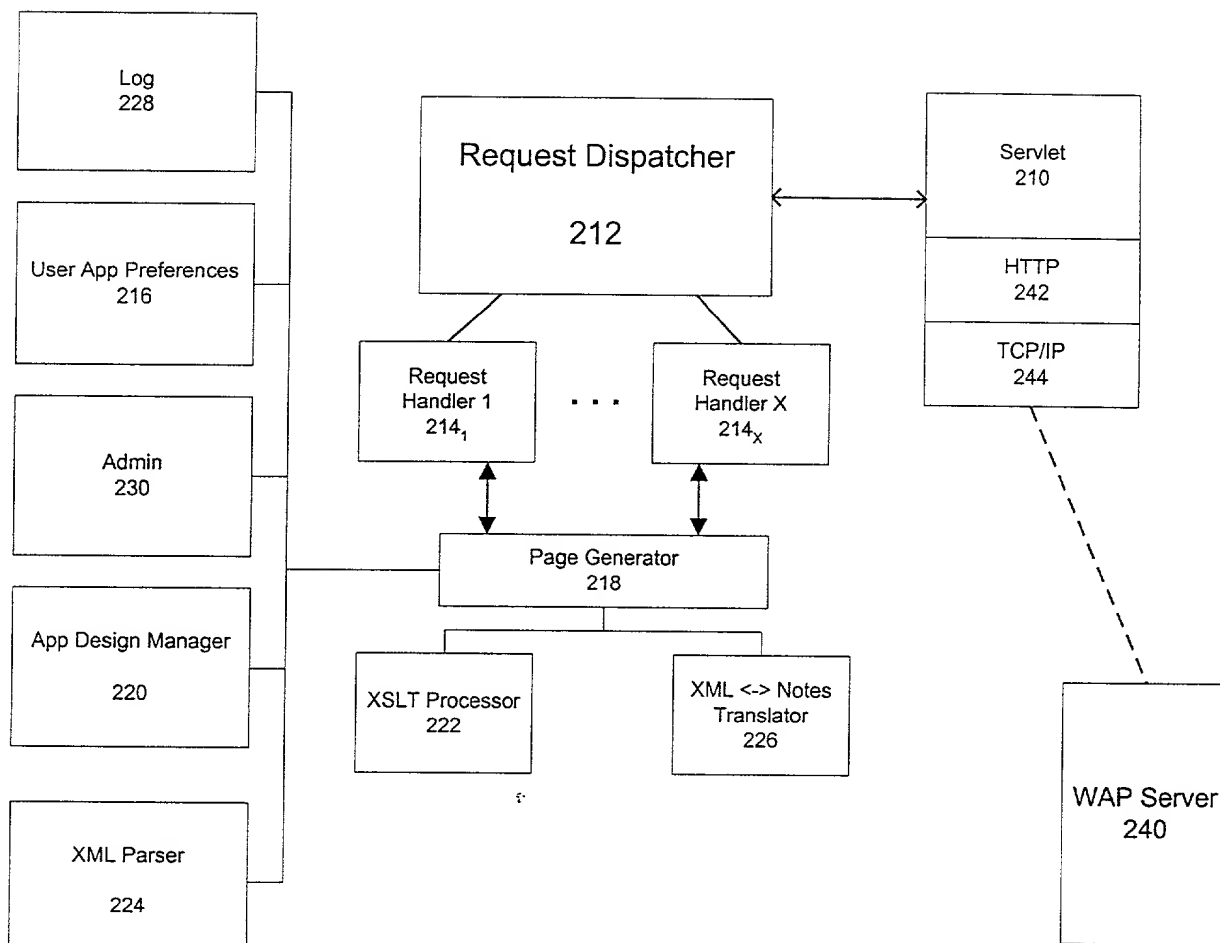 Log
228
User App Preferences
216
Admin
230
App Design Manager
220
XML Parser
224
Request Dispatcher
212
Request
Handler 1
214₁
. . .
Request
Handler X
214ₓ
Page Generator
218
XSLT Processor
222
XML <-> Notes
Translator
226
Servlet
210
HTTP
242
TCP/IP
244
WAP Server
240